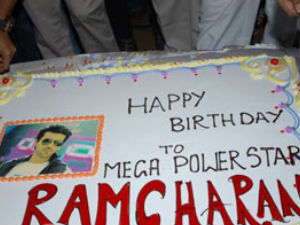 HAPPY
BIRTHDAY
TO
MEGA POWER STAR
RAMCHARAN